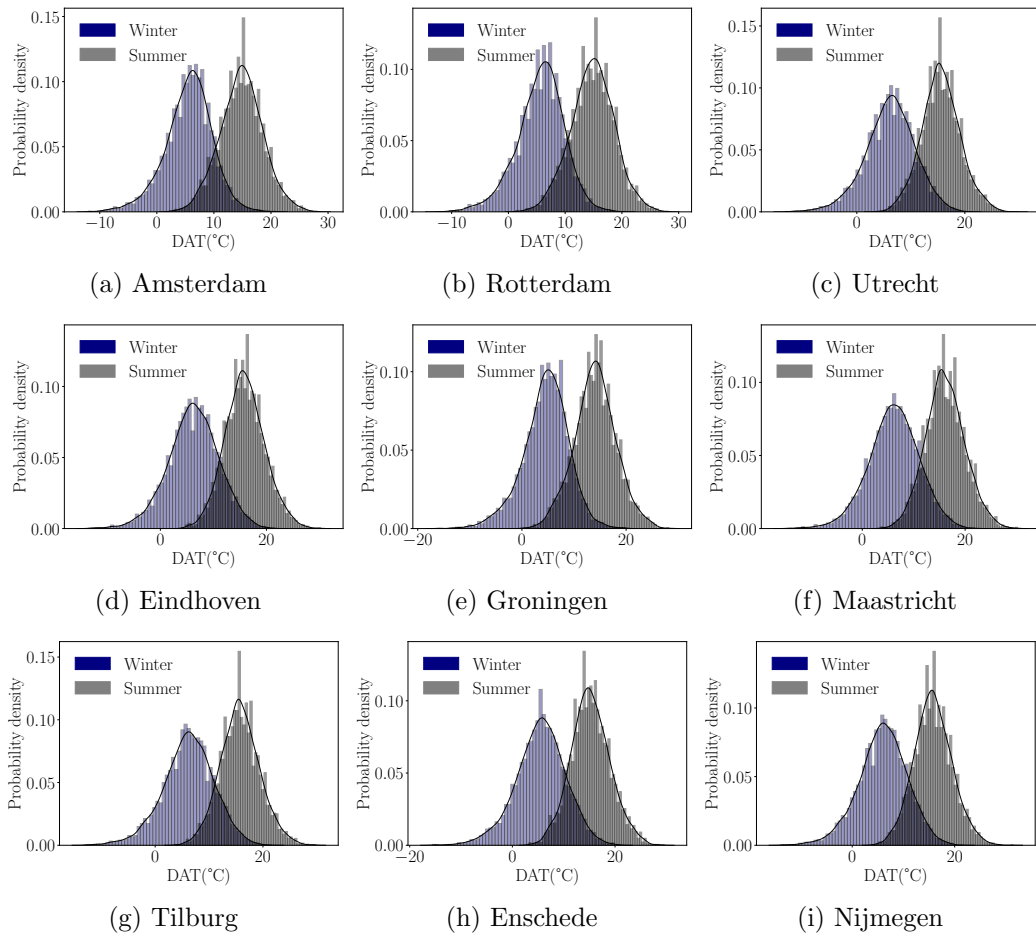 Winter
Summer
Probability density
0.15
0.10
0.05
0.00
−10 0 10 20 30
DAT(°C)
(a) Amsterdam
Winter
Summer
Probability density
0.10
0.05
0.00
−10 0 10 20 30
DAT(°C)
(b) Rotterdam
Winter
Summer
Probability density
0.15
0.10
0.05
0.00
0 20
DAT(°C)
(c) Utrecht
Winter
Summer
Probability density
0.10
0.05
0.00
0 20
DAT(°C)
(d) Eindhoven
Winter
Summer
Probability density
0.10
0.05
0.00
−20 0 20
DAT(°C)
(e) Groningen
Winter
Summer
Probability density
0.10
0.05
0.00
0 20
DAT(°C)
(f) Maastricht
Winter
Summer
Probability density
0.15
0.10
0.05
0.00
0 20
DAT(°C)
(g) Tilburg
Winter
Summer
Probability density
0.10
0.05
0.00
−20 0 20
DAT(°C)
(h) Enschede
Winter
Summer
Probability density
0.10
0.05
0.00
0 20
DAT(°C)
(i) Nijmegen